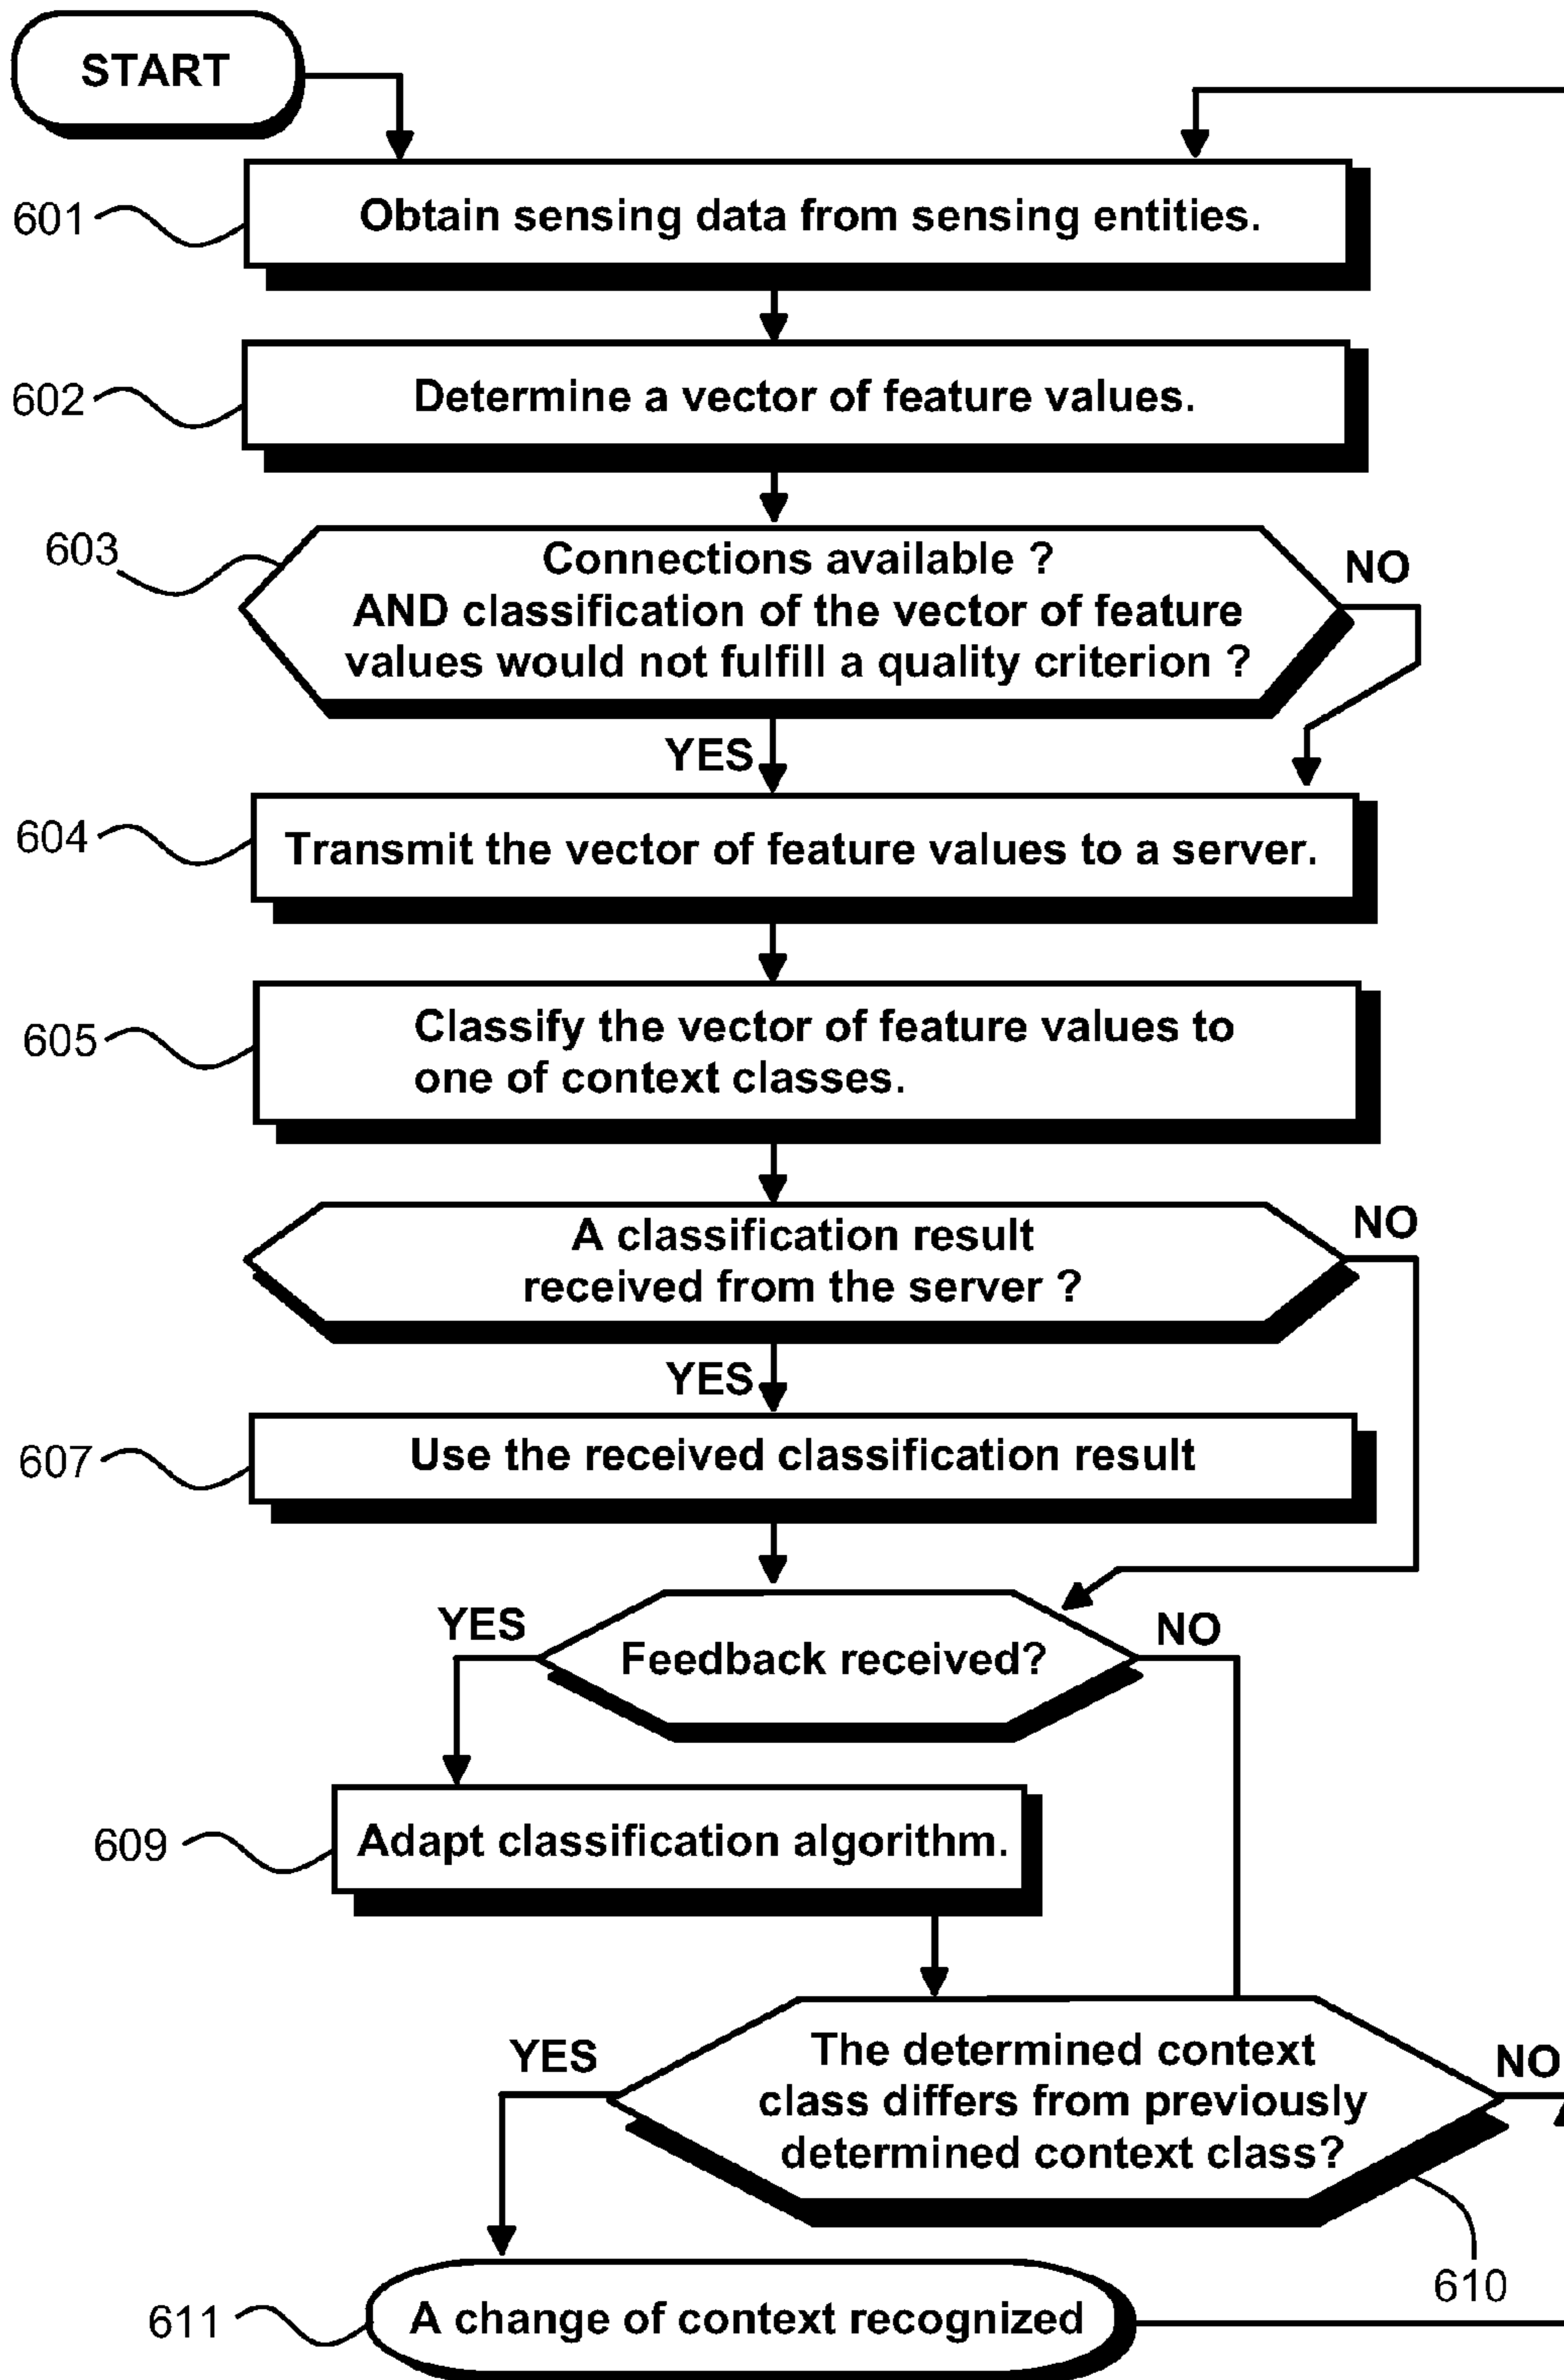 START
601
Obtain sensing data from sensing entities.
602
Determine a vector of feature values.
603
Connections available ?
AND classification of the vector of feature
values would not fulfill a quality criterion ?
NO
YES
604
Transmit the vector of feature values to a server.
605
Classify the vector of feature values to
one of context classes.
A classification result
received from the server ?
NO
YES
607
Use the received classification result
YES
Feedback received?
NO
609
Adapt classification algorithm.
YES
The determined context
class differs from previously
determined context class?
NO
610
611
A change of context recognized